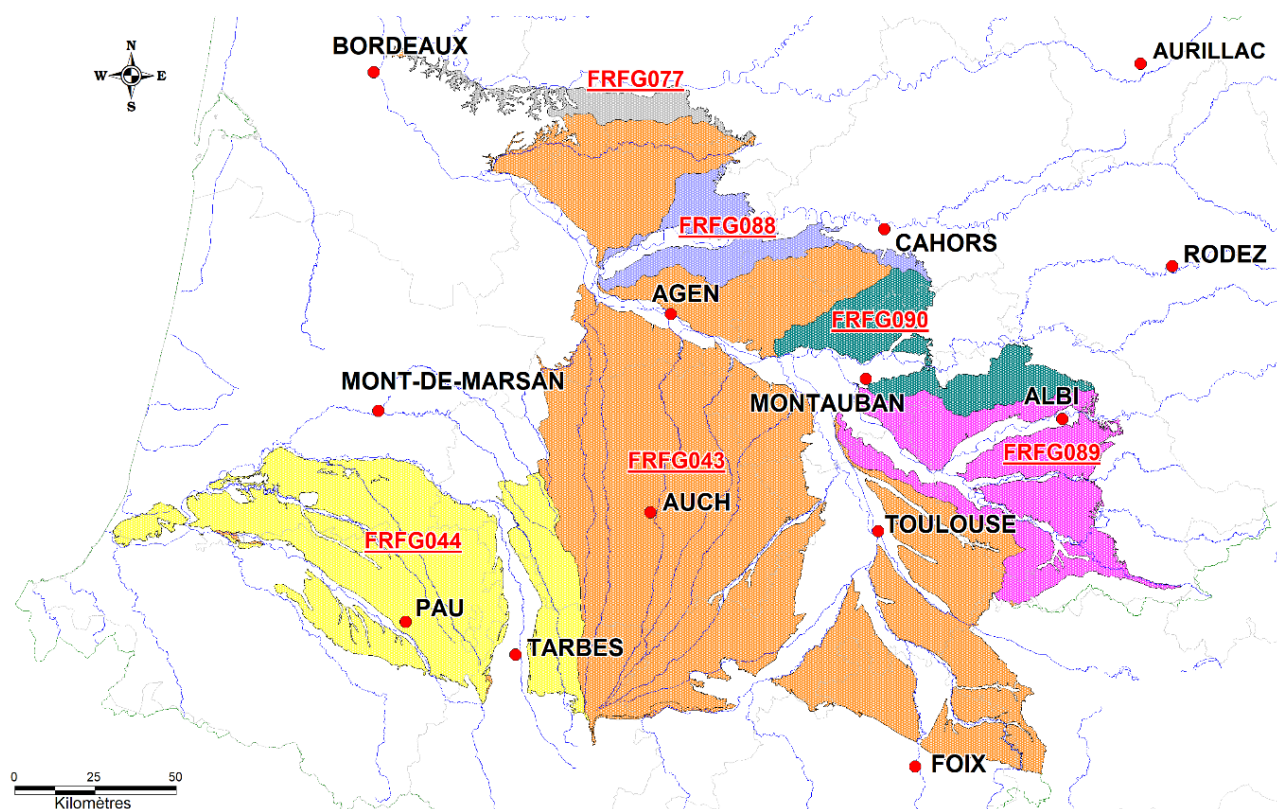 BORDEAUX
AURILLAC
N
W E
S
FRFG077
FRFG088
CAHORS
RODEZ
AGEN
FRFG090
MONT-DE-MARSAN
MONTAUBAN
ALBI
FRFG089
FRFG043
AUCH
TOULOUSE
FRFG044
PAU
TARBES
FOIX
0 25 50
Kilomètres